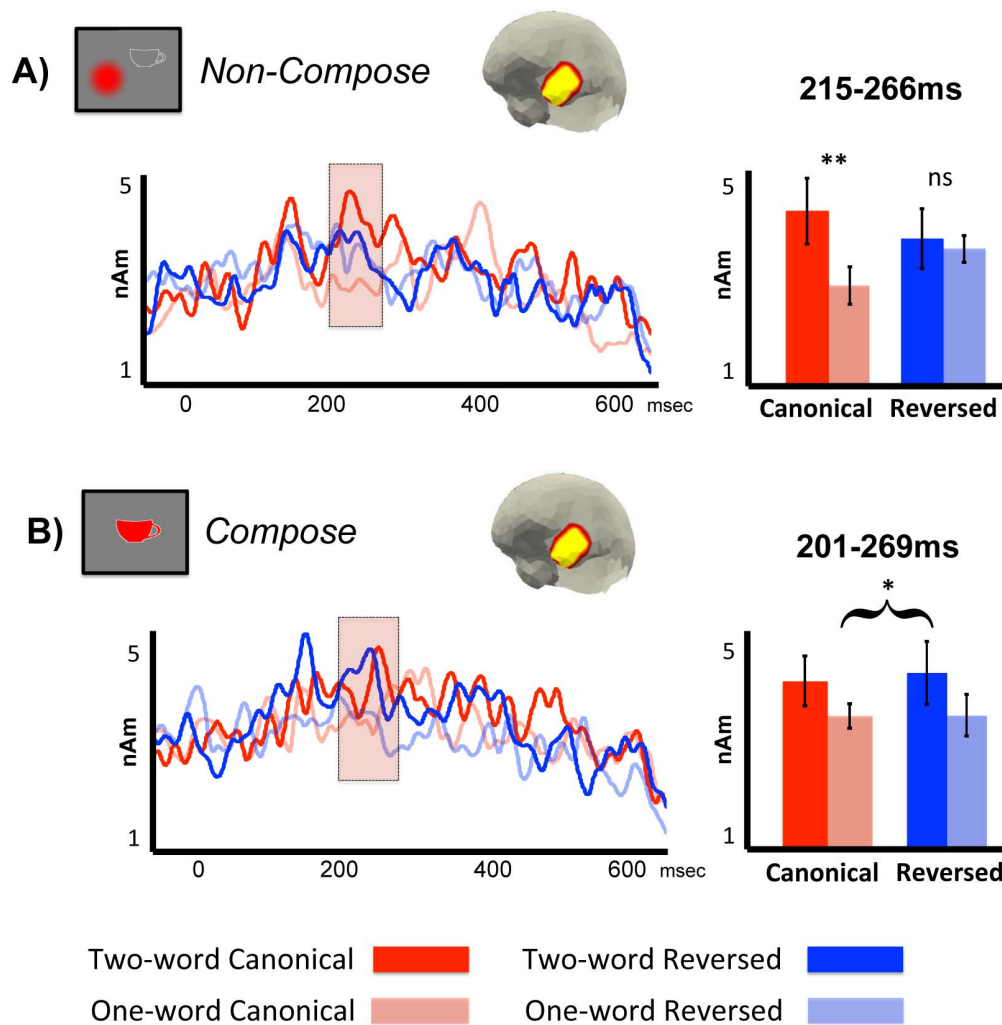 A) Non-Compose
215-266ms
**
ns
5
nAm
1
0 200 400 600 msec
5
nAm
1
Canonical Reversed
B) Compose
201-269ms
*
5
nAm
1
0 200 400 600 msec
5
nAm
1
Canonical Reversed
Two-word Canonical Two-word Reversed
One-word Canonical One-word Reversed